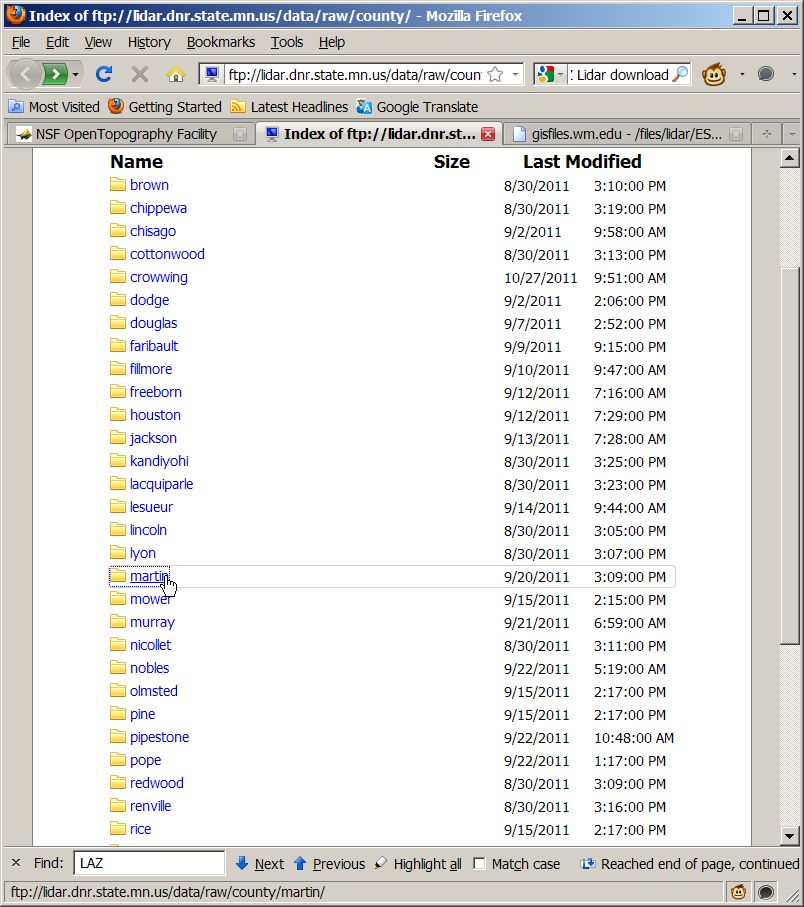 Index of ftp://lidar.dnr.state.mn.us/data/raw/county/ - Mozilla Firefox
File Edit View History Bookmarks Tools Help
ftp://lidar.dnr.state.mn.us/data/raw/coun : Lidar download
Most Visited Getting Started Latest Headlines Google Translate
NSF OpenTopography Facility Index of ftp://lidar.dnr.st... gisfiles.wm.edu - /files/lidar/ES...
Name Size Last Modified
brown 8/30/2011 3:10:00 PM
chippewa 8/30/2011 3:19:00 PM
chisago 9/2/2011 9:58:00 AM
cottonwood 8/30/2011 3:13:00 PM
crowwing 10/27/2011 9:51:00 AM
dodge 9/2/2011 2:06:00 PM
douglas 9/7/2011 2:52:00 PM
faribault 9/9/2011 9:15:00 PM
fillmore 9/10/2011 9:47:00 AM
freeborn 9/12/2011 7:16:00 AM
houston 9/12/2011 7:29:00 PM
jackson 9/13/2011 7:28:00 AM
kandiyohi 8/30/2011 3:25:00 PM
lacquiparle 8/30/2011 3:23:00 PM
lesueur 9/14/2011 9:44:00 AM
lincoln 8/30/2011 3:05:00 PM
lyon 8/30/2011 3:07:00 PM
martin 9/20/2011 3:09:00 PM
mower 9/15/2011 2:15:00 PM
murray 9/21/2011 6:59:00 AM
nicollet 8/30/2011 3:11:00 PM
nobles 9/22/2011 5:19:00 AM
olmsted 9/15/2011 2:17:00 PM
pine 9/15/2011 2:17:00 PM
pipestone 9/22/2011 10:48:00 AM
pope 9/22/2011 1:17:00 PM
redwood 8/30/2011 3:09:00 PM
renville 8/30/2011 3:16:00 PM
rice 9/15/2011 2:17:00 PM
Find: LAZ Next Previous Highlight all Match case Reached end of page, continued
ftp://lidar.dnr.state.mn.us/data/raw/county/martin/